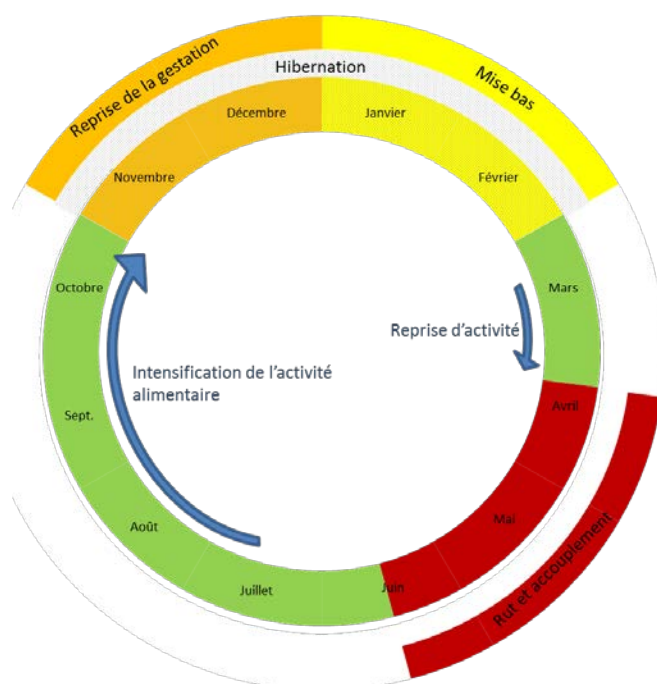 Reprise de la gestation
Mise bas
Hibernation
Décembre
Janvier
Novembre
Février
Octobre
Mars
Reprise d’activité
Intensification de l’activité
alimentaire
Avril
Sept.
Mai
Août
Rut et accouplement
Juin
Juillet